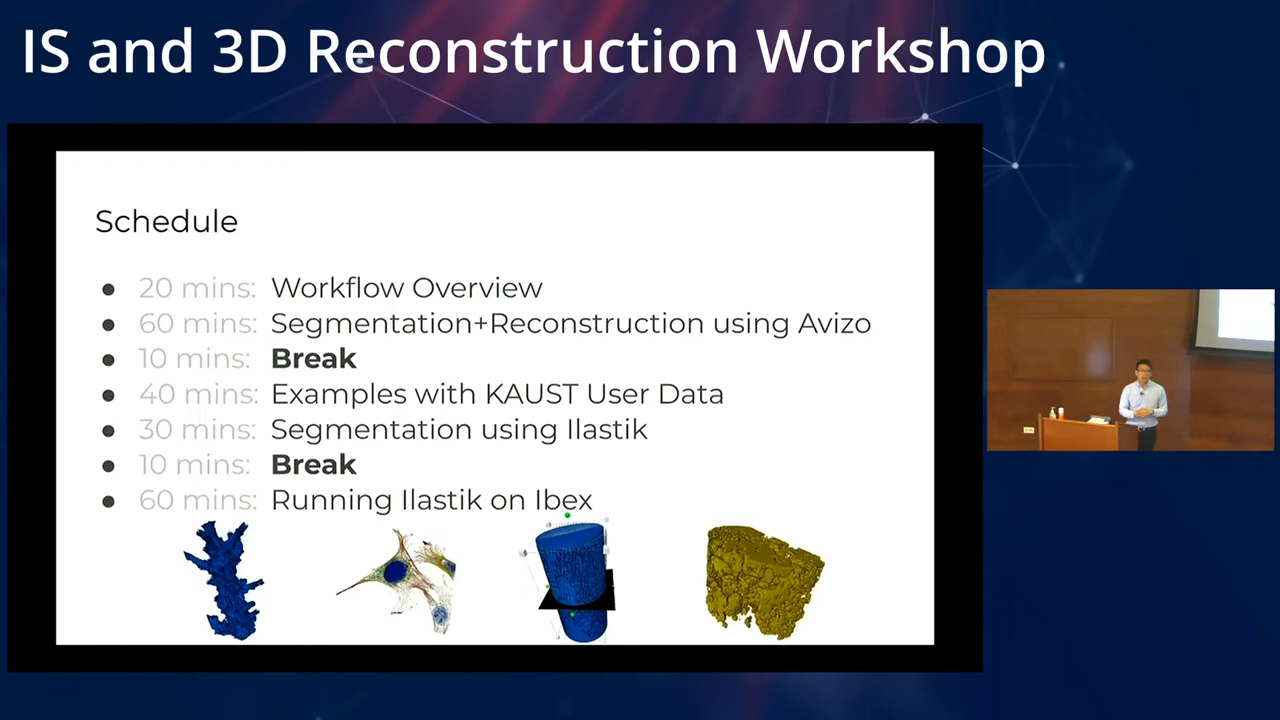 IS and 3D Reconstruction Workshop
Schedule
● 20 mins: Workflow Overview
● 60 mins: Segmentation+Reconstruction using Avizo
● 10 mins: Break
● 40 mins: Examples with KAUST User Data
● 30 mins: Segmentation using Ilastik
● 10 mins: Break
● 60 mins: Running Ilastik on Ibex